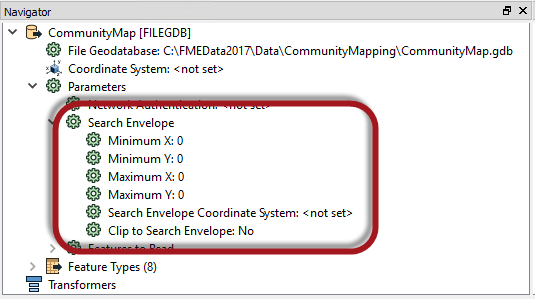 Navigator
CommunityMap [FILEGDB]
File Geodatabase: C:\FMEData2017\Data\CommunityMapping\CommunityMap.gdb
Coordinate System: <not set>
Parameters
Network Authentication: <not set>
Search Envelope
Minimum X: 0
Minimum Y: 0
Maximum X: 0
Maximum Y: 0
Search Envelope Coordinate System: <not set>
Clip to Search Envelope: No
Features to Read
Feature Types (8)
Transformers